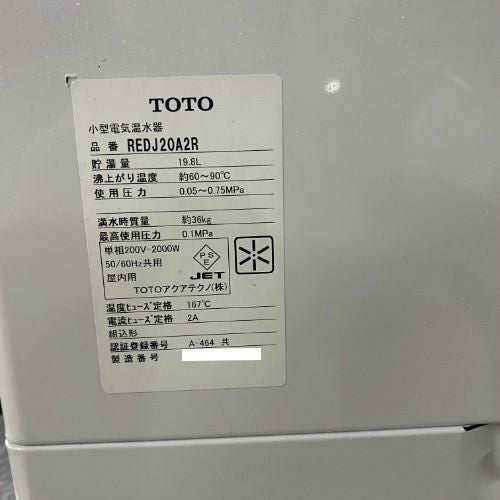 TOTO
小型電気温水器
品番 REDJ20A2R
貯湯量 19.8L
沸上がり温度 約60～90℃
使用圧力 0.05～0.75MPa
満水時質量 約36kg
最高使用圧力 0.1MPa
単相200V-2000W
50/60Hz共用
屋内用
PSE
JET
TOTOアクアテクノ(株)
温度ヒューズ定格 167℃
電流ヒューズ定格 2A
組込形
認証登録番号 A-464 共
製造番号